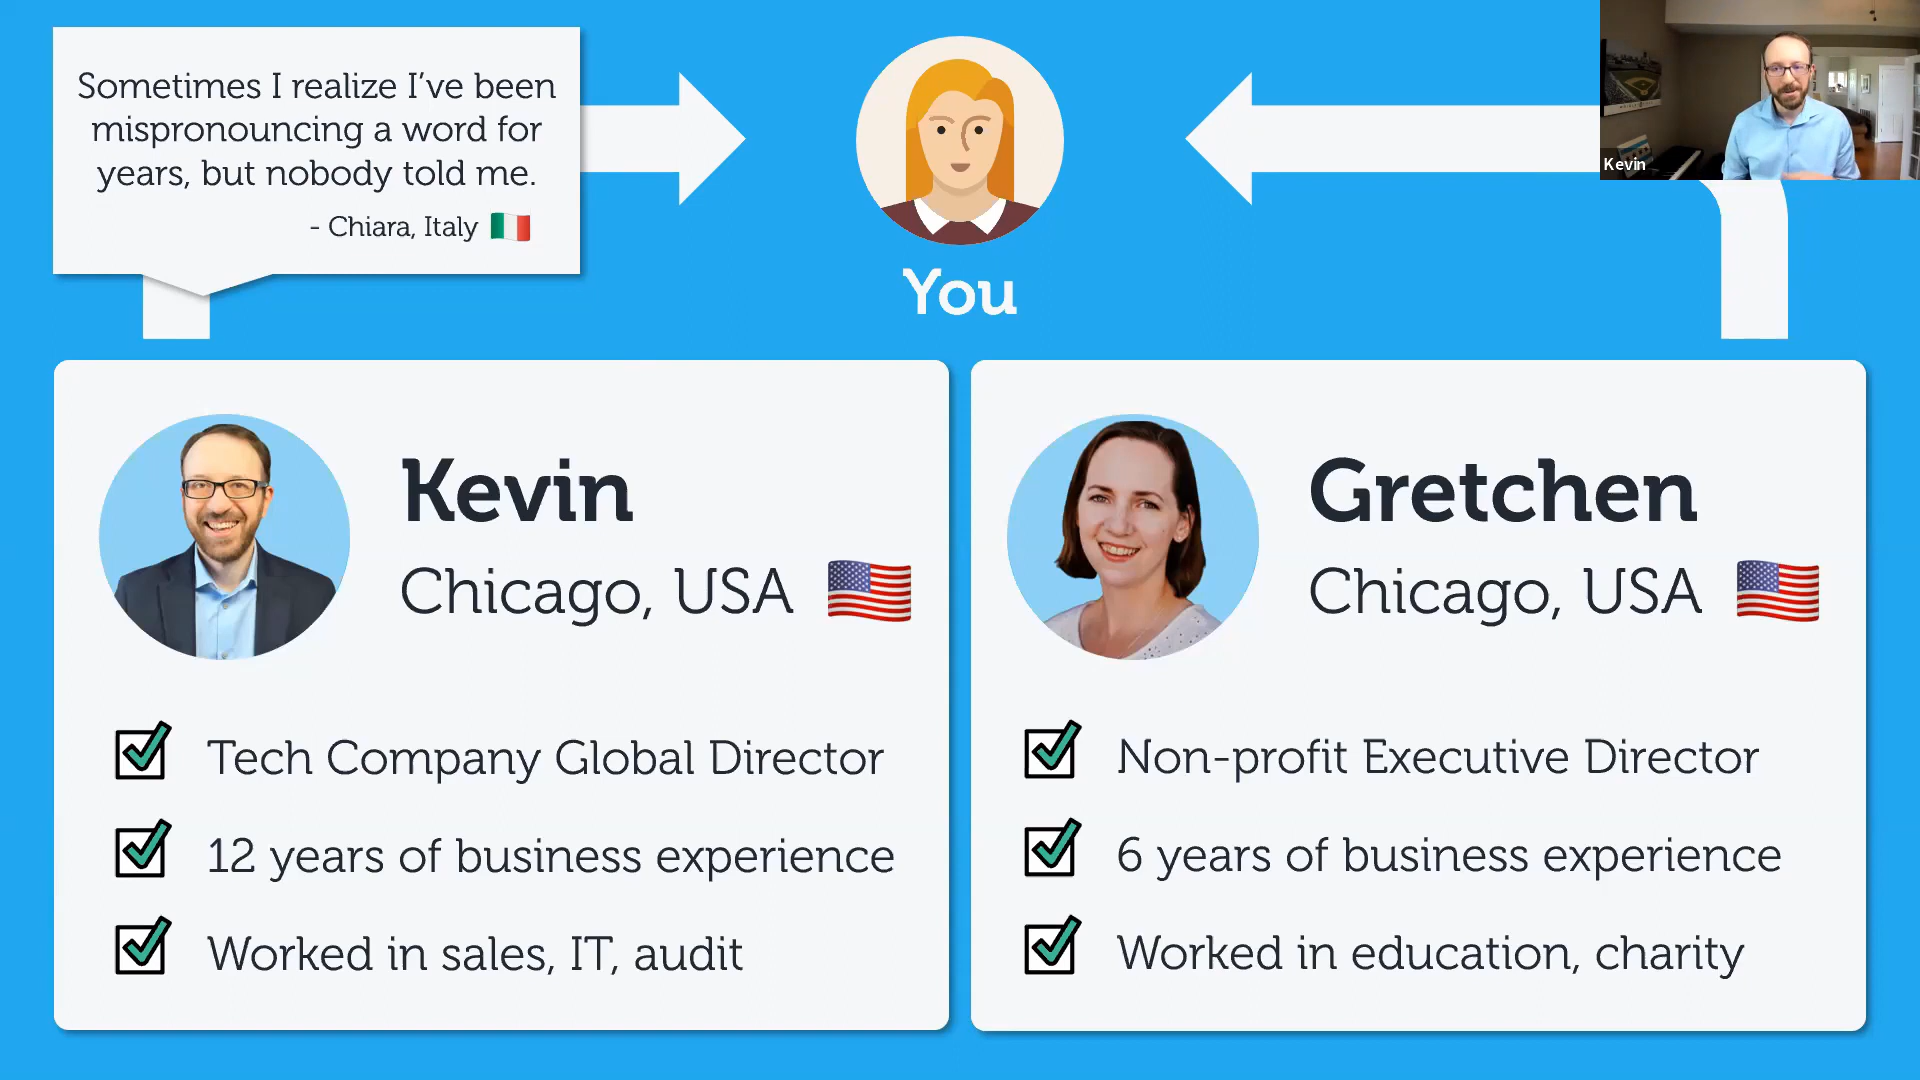 Sometimes I realize I've been
mispronouncing a word for
years, but nobody told me.
- Chiara, Italy
Kevin
You
Kevin
Chicago, USA
Tech Company Global Director
12 years of business experience
Worked in sales, IT, audit
Gretchen
Chicago, USA
Non-profit Executive Director
6 years of business experience
Worked in education, charity